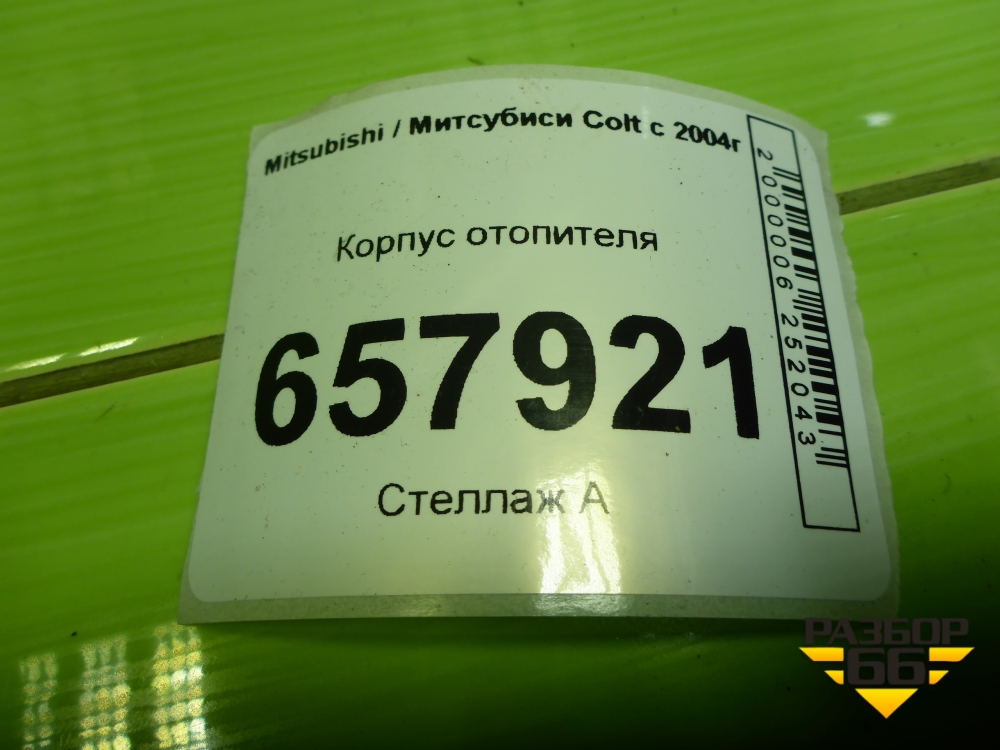 Mitsubishi / Митсубиси Colt с 2004г
Корпус отопителя
657921
Стеллаж А
2000006252043
РАЗБОР
66